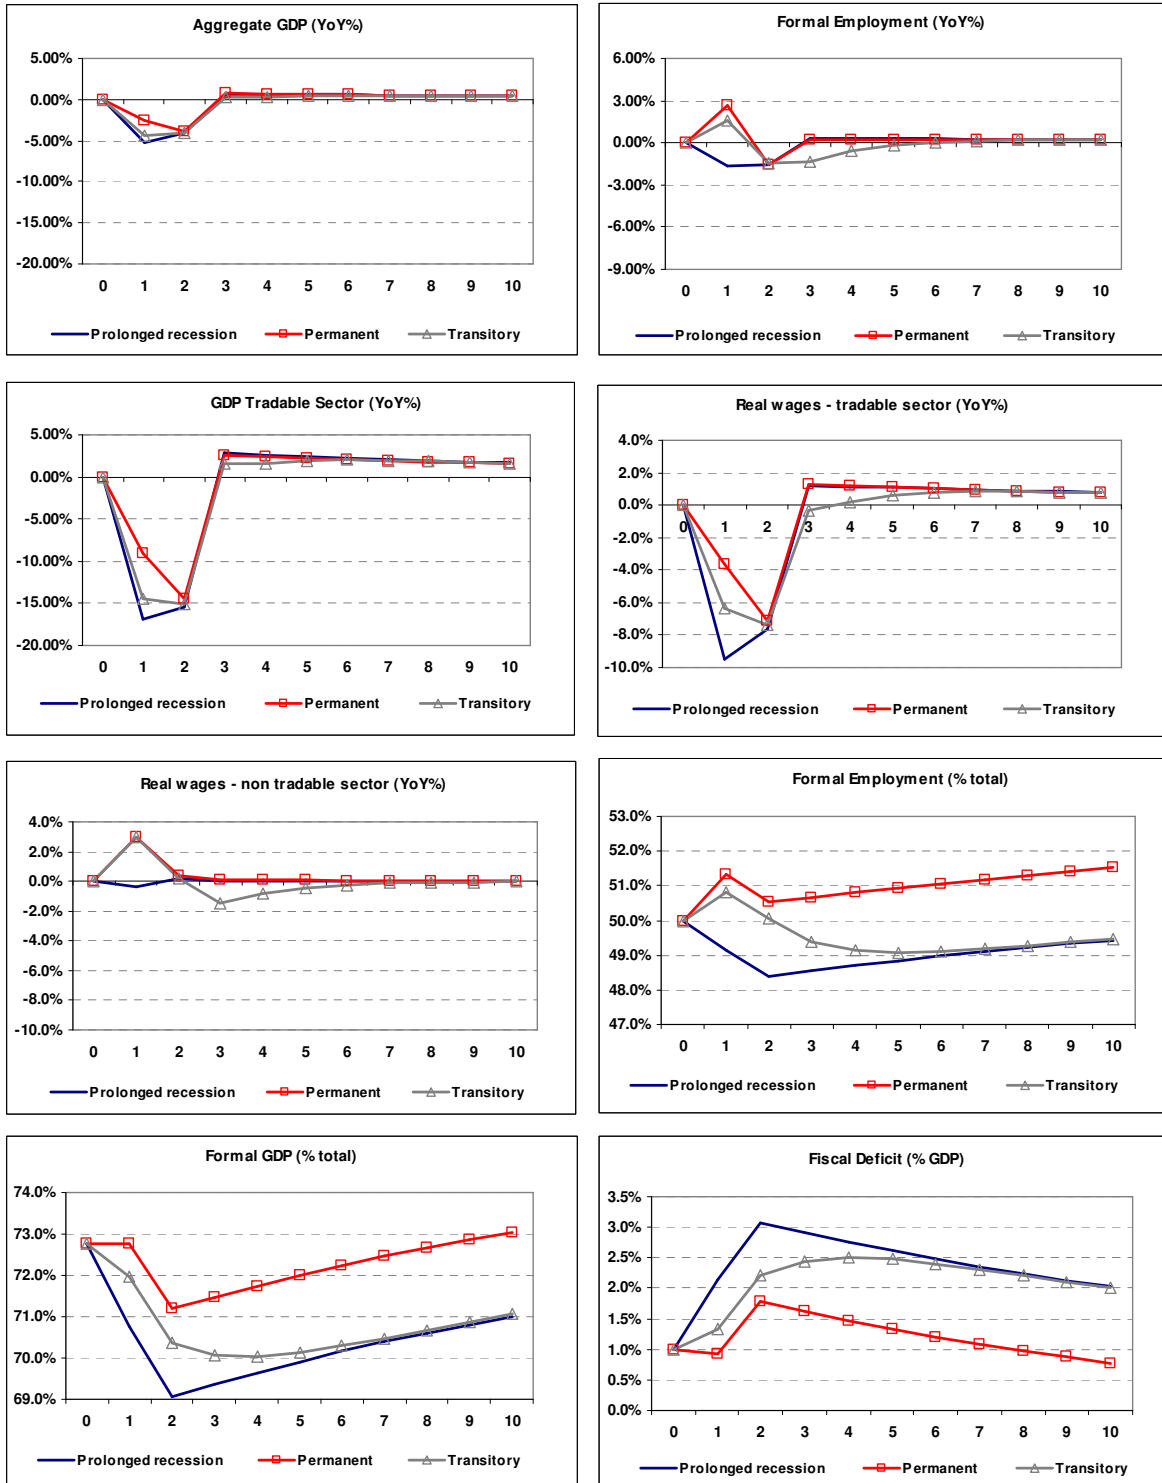 Aggregate GDP (YoY%)
5.00%
0.00%
-5.00%
-10.00%
-15.00%
-20.00%
0 1 2 3 4 5 6 7 8 9 10
Prolonged recession Permanent Transitory
Formal Employment (YoY%)
6.00%
3.00%
0.00%
-3.00%
-6.00%
-9.00%
0 1 2 3 4 5 6 7 8 9 10
Prolonged recession Permanent Transitory
GDP Tradable Sector (YoY%)
5.00%
0.00%
-5.00%
-10.00%
-15.00%
-20.00%
0 1 2 3 4 5 6 7 8 9 10
Prolonged recession Permanent Transitory
Real wages - tradable sector (YoY%)
4.0%
2.0%
0.0%
-2.0%
-4.0%
-6.0%
-8.0%
-10.0%
0 1 2 3 4 5 6 7 8 9 10
Prolonged recession Permanent Transitory
Real wages - non tradable sector (YoY%)
4.0%
2.0%
0.0%
-2.0%
-4.0%
-6.0%
-8.0%
-10.0%
0 1 2 3 4 5 6 7 8 9 10
Prolonged recession Permanent Transitory
Formal Employment (% total)
53.0%
52.0%
51.0%
50.0%
49.0%
48.0%
47.0%
0 1 2 3 4 5 6 7 8 9 10
Prolonged recession Permanent Transitory
Formal GDP (% total)
74.0%
73.0%
72.0%
71.0%
70.0%
69.0%
0 1 2 3 4 5 6 7 8 9 10
Prolonged recession Permanent Transitory
Fiscal Deficit (% GDP)
3.5%
3.0%
2.5%
2.0%
1.5%
1.0%
0.5%
0.0%
0 1 2 3 4 5 6 7 8 9 10
Prolonged recession Permanent Transitory